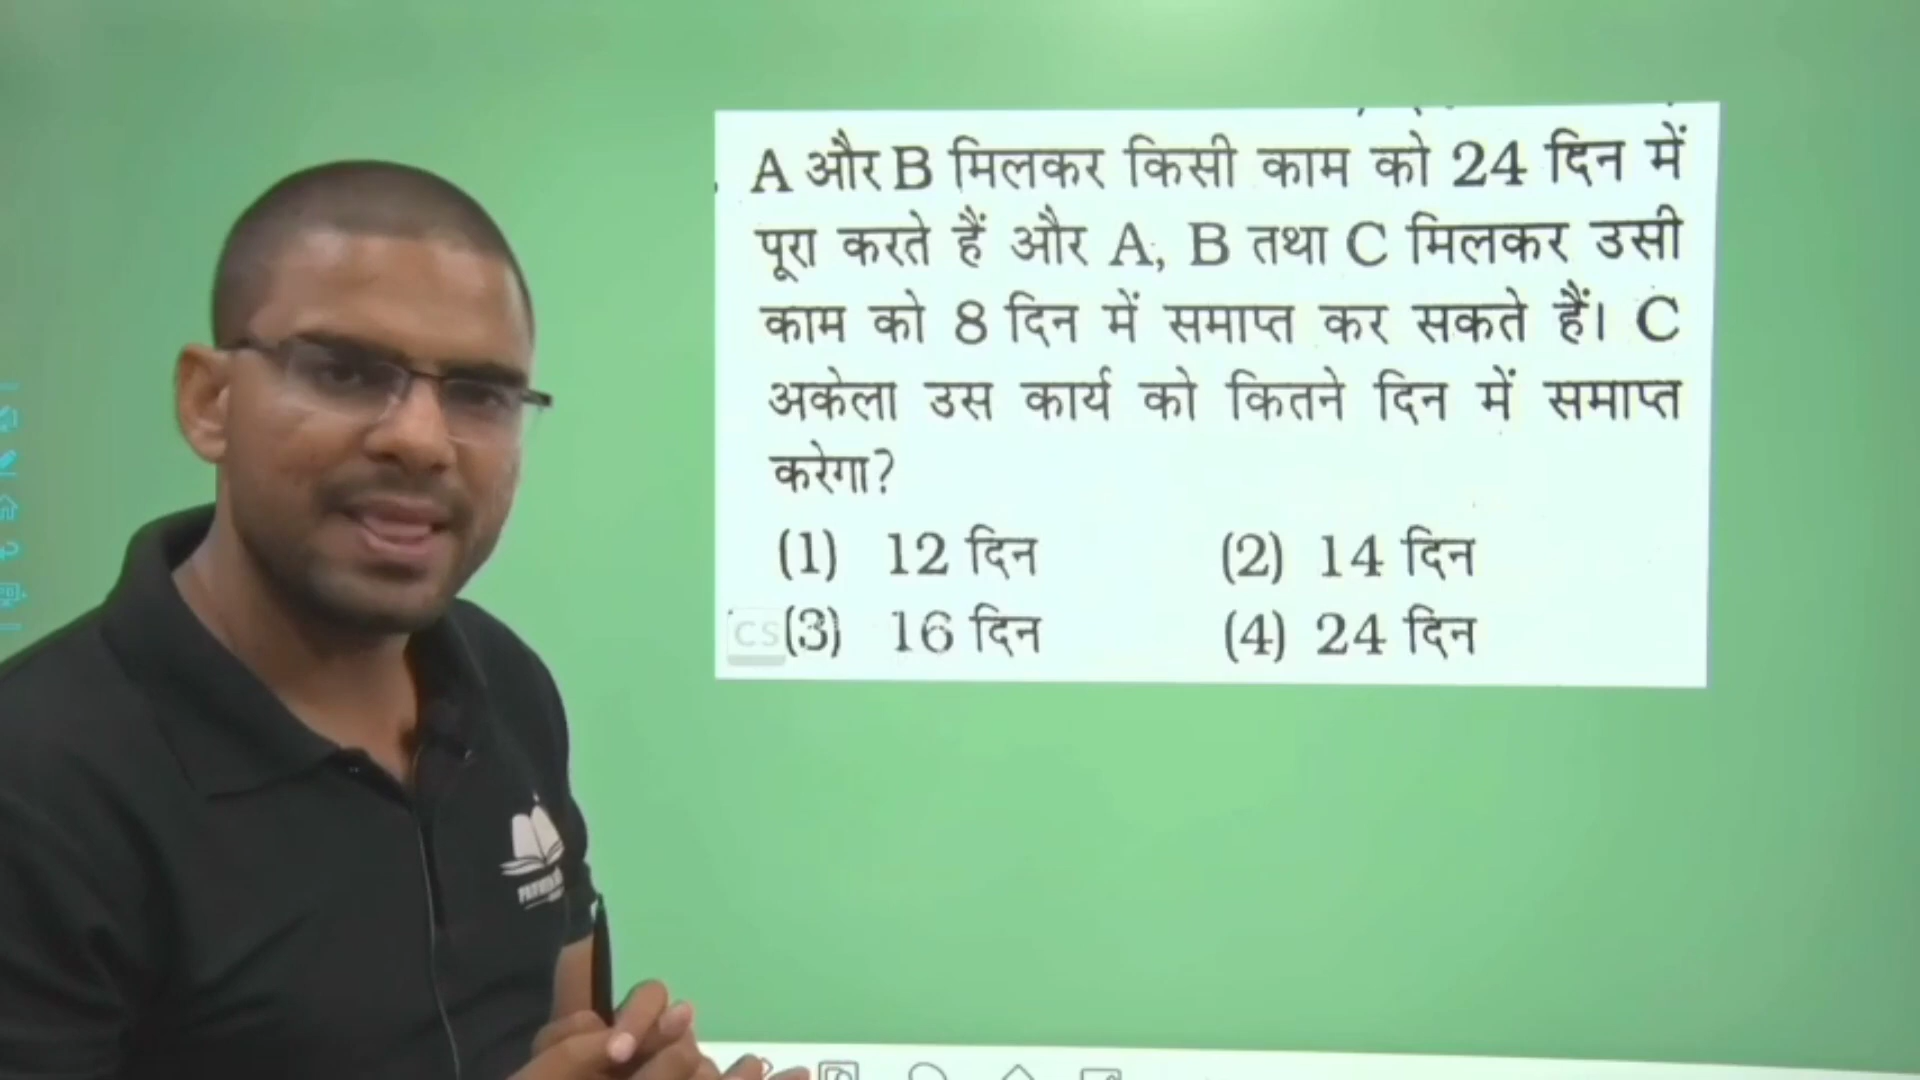 A और B मिलकर किसी काम को 24 दिन में
पूरा करते हैं और A, B तथा C मिलकर उसी
काम को 8 दिन में समाप्त कर सकते हैं। C
अकेला उस कार्य को कितने दिन में समाप्त
करेगा?
(1) 12 दिन (2) 14 दिन
CS (3) 16 दिन (4) 24 दिन